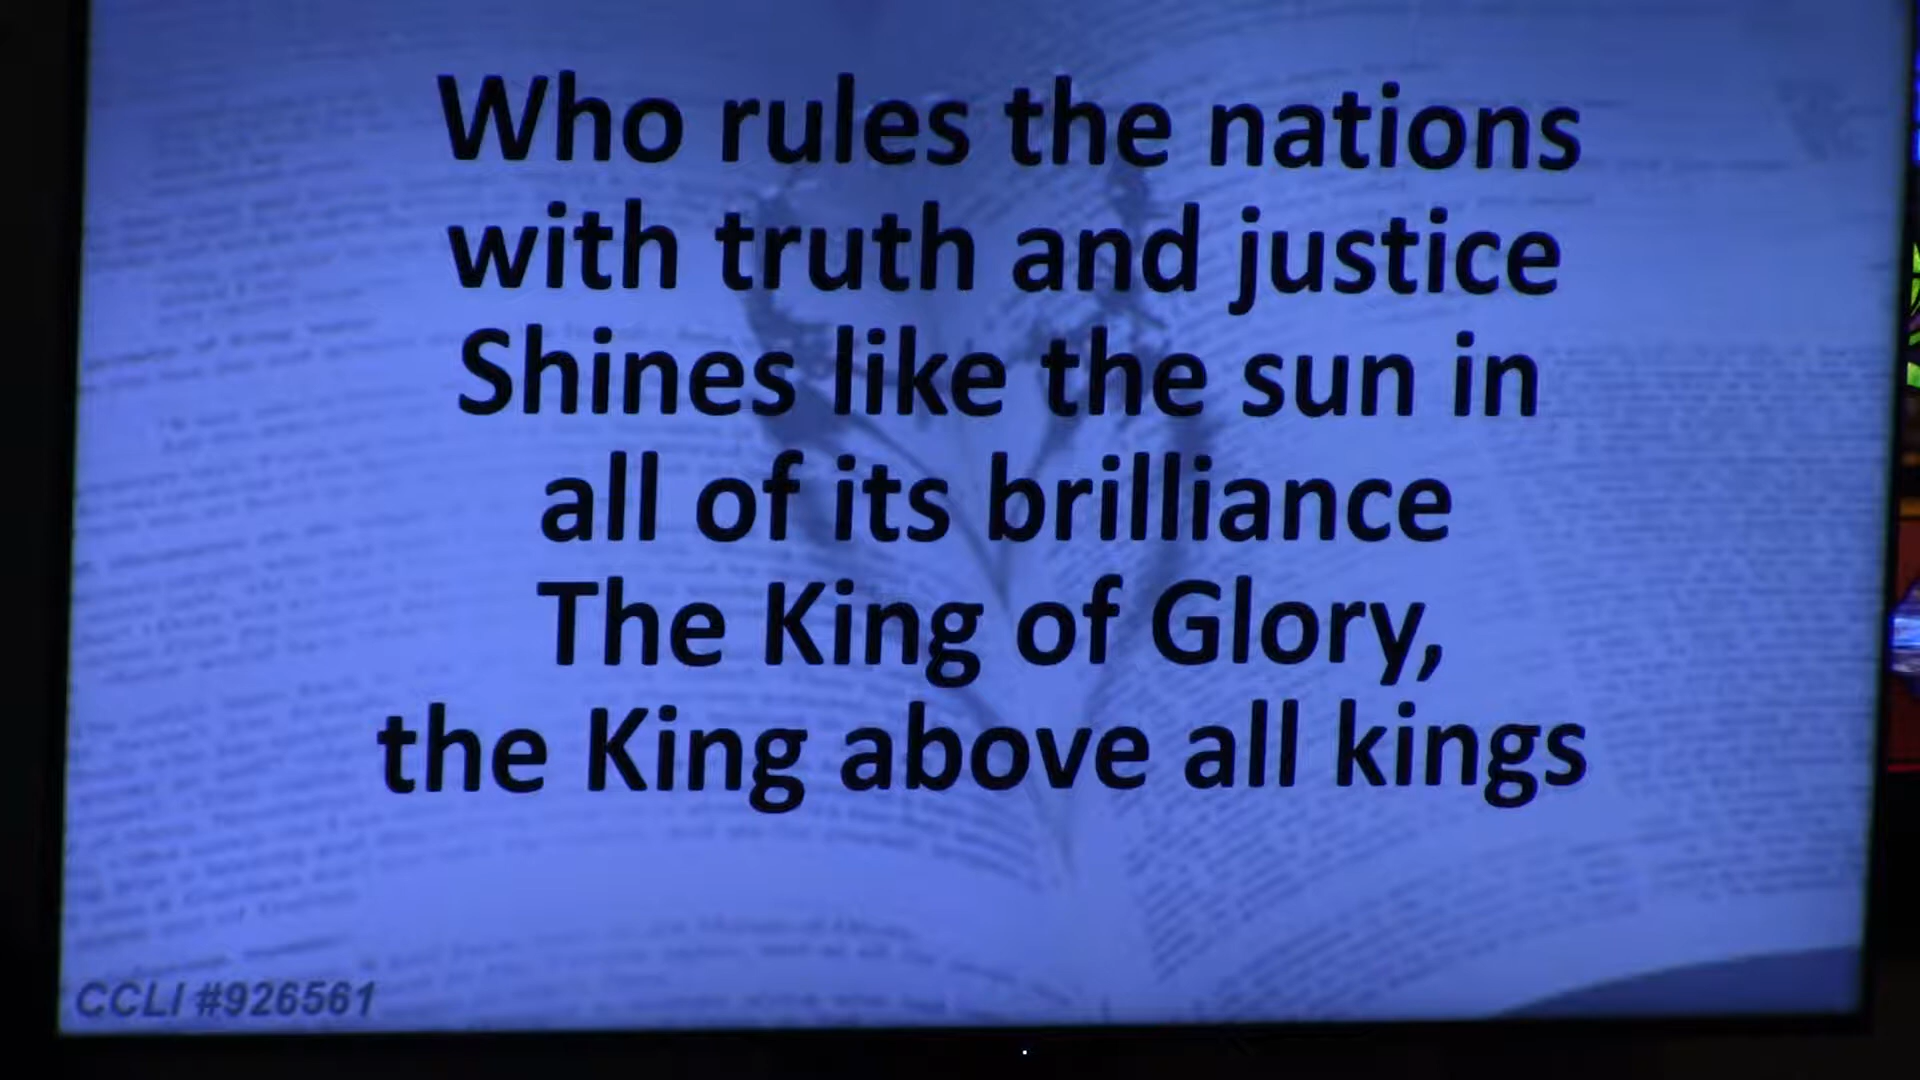 Who rules the nations
with truth and justice
Shines like the sun in
all of its brilliance
The King of Glory,
the King above all kings
CCLI #926561